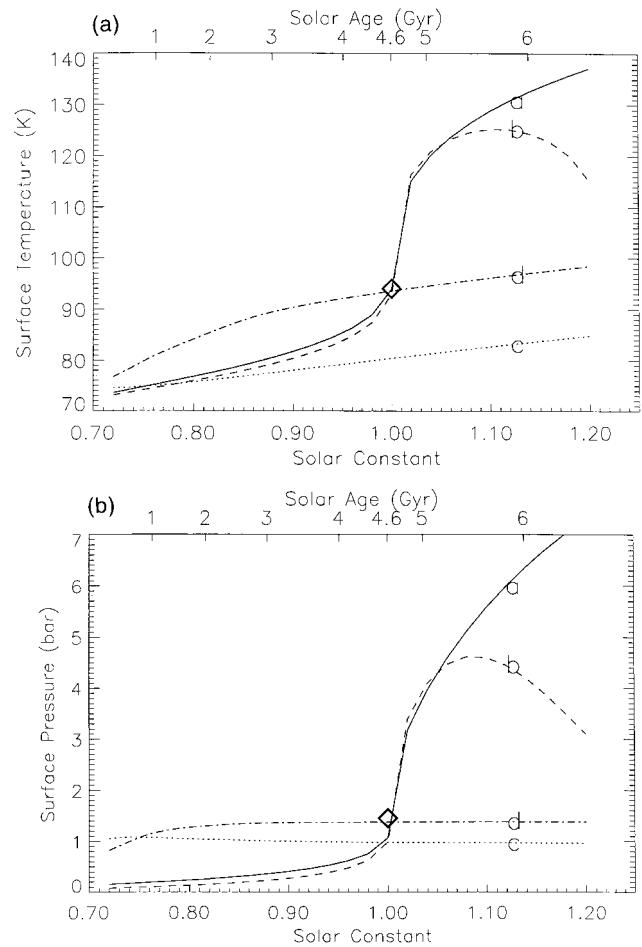 (a)
Solar Age (Gyr)
1 2 3 4 4.6 5 6
140
130
120
110
100
90
80
70
Surface Temperature (K)
a
b
d
c
0.70 0.80 0.90 1.00 1.10 1.20
Solar Constant
(b)
Solar Age (Gyr)
1 2 3 4 4.6 5 6
7
6
5
4
3
2
1
0
Surface Pressure (bar)
a
b
d
c
0.70 0.80 0.90 1.00 1.10 1.20
Solar Constant